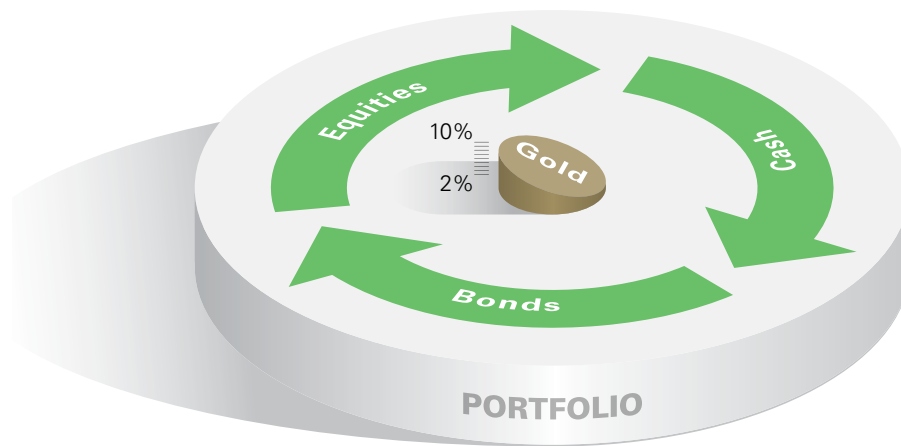 Equities
Cash
10%
Gold
2%
Bonds
PORTFOLIO